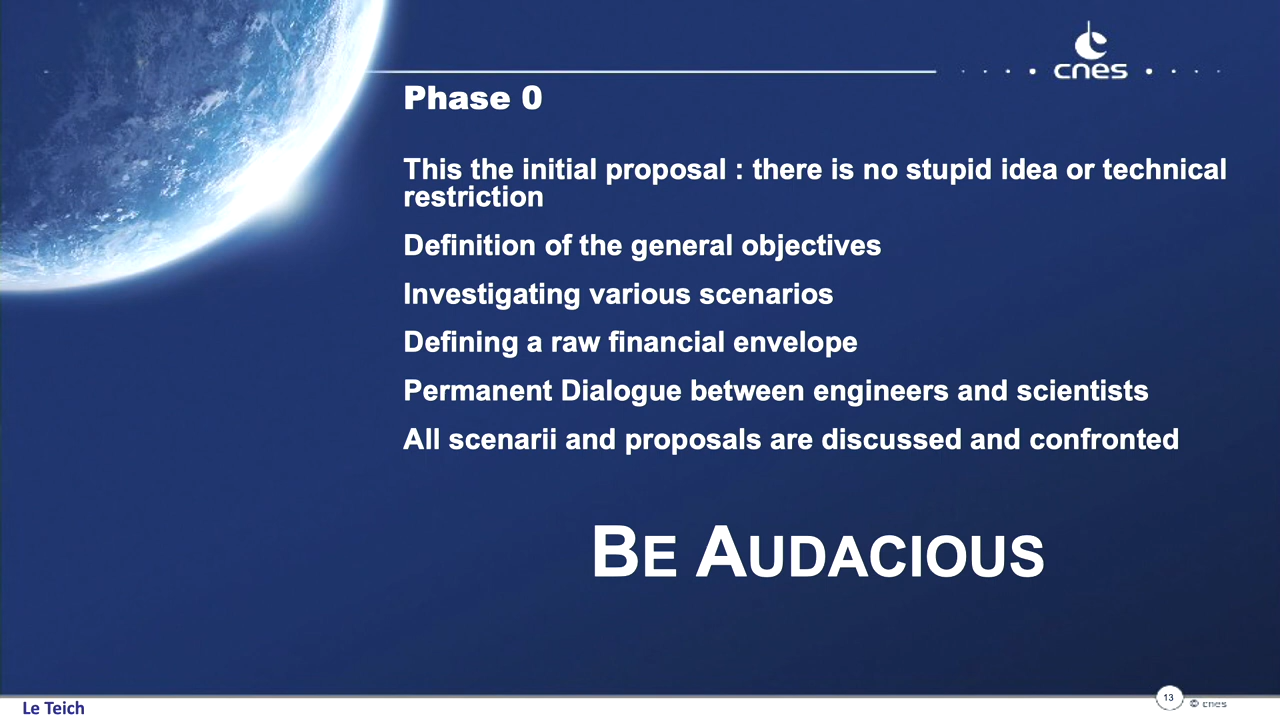 cnes
Phase 0
This the initial proposal : there is no stupid idea or technical
restriction
Definition of the general objectives
Investigating various scenarios
Defining a raw financial envelope
Permanent Dialogue between engineers and scientists
All scenarii and proposals are discussed and confronted
BE AUDACIOUS
Le Teich
13
© cnes